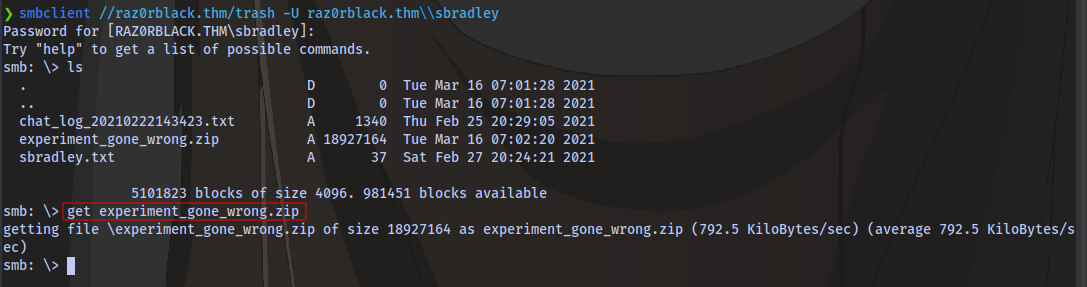 ❯ smbclient //raz0rblack.thm/trash -U raz0rblack.thm\\sbradley
Password for [RAZ0RBLACK.THM\sbradley]:
Try "help" to get a list of possible commands.
smb: \> ls
  .                                   D        0  Tue Mar 16 07:01:28 2021
  ..                                  D        0  Tue Mar 16 07:01:28 2021
  chat_log_20210222143423.txt         A     1340  Thu Feb 25 20:29:05 2021
  experiment_gone_wrong.zip           A 18927164  Tue Mar 16 07:02:20 2021
  sbradley.txt                        A       37  Sat Feb 27 20:24:21 2021
                5101823 blocks of size 4096. 981451 blocks available
smb: \> get experiment_gone_wrong.zip
getting file \experiment_gone_wrong.zip of size 18927164 as experiment_gone_wrong.zip (792.5 KiloBytes/sec) (average 792.5 KiloBytes/s
ec)
smb: \>